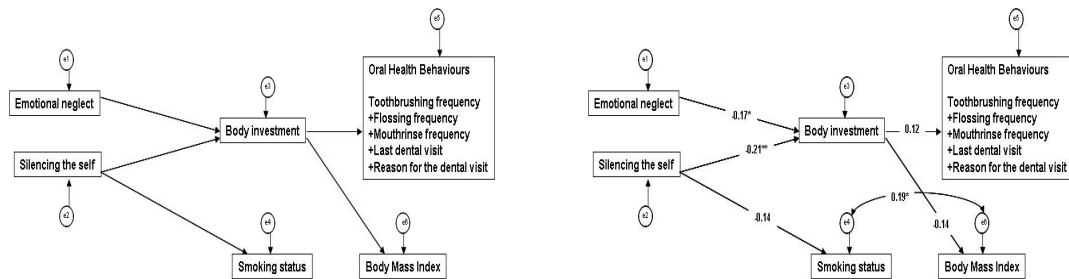 e1
Emotional neglect
Silencing the self
e2
e3
Body investment
Oral Health Behaviours
Toothbrushing frequency
+Flossing frequency
+Mouthrinse frequency
+Last dental visit
+Reason for the dental visit
e4
Smoking status
Body Mass Index
e1
Emotional neglect
-0.17*
Silencing the self
-0.21**
e2
e3
Body investment
0.12
Oral Health Behaviours
Toothbrushing frequency
+Flossing frequency
+Mouthrinse frequency
+Last dental visit
+Reason for the dental visit
-0.14
0.19*
e4
-0.14
Smoking status
Body Mass Index